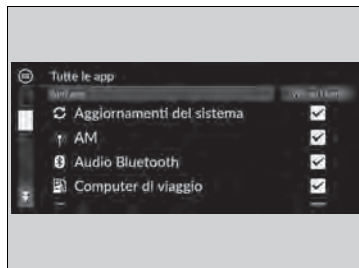 Tutte le app
Aggiornamenti del sistema
AM
Audio Bluetooth
Computer di viaggio